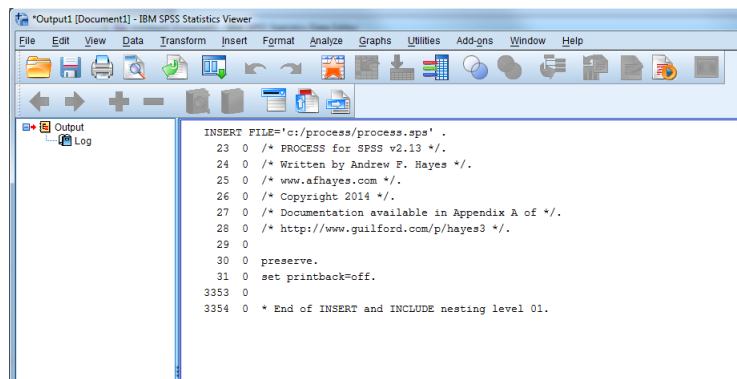 *Output1 [Document1] - IBM SPSS Statistics Viewer
File Edit View Data Transform Insert Format Analyze Graphs Utilities Add-ons Window Help
Output
Log
INSERT FILE='c:/process/process.sps' .
23 0 /* PROCESS for SPSS v2.13 */.
24 0 /* Written by Andrew F. Hayes */.
25 0 /* www.afhayes.com */.
26 0 /* Copyright 2014 */.
27 0 /* Documentation available in Appendix A of */.
28 0 /* http://www.guilford.com/p/hayes3 */.
29 0
30 0 preserve.
31 0 set printback=off.
3353 0
3354 0 * End of INSERT and INCLUDE nesting level 01.